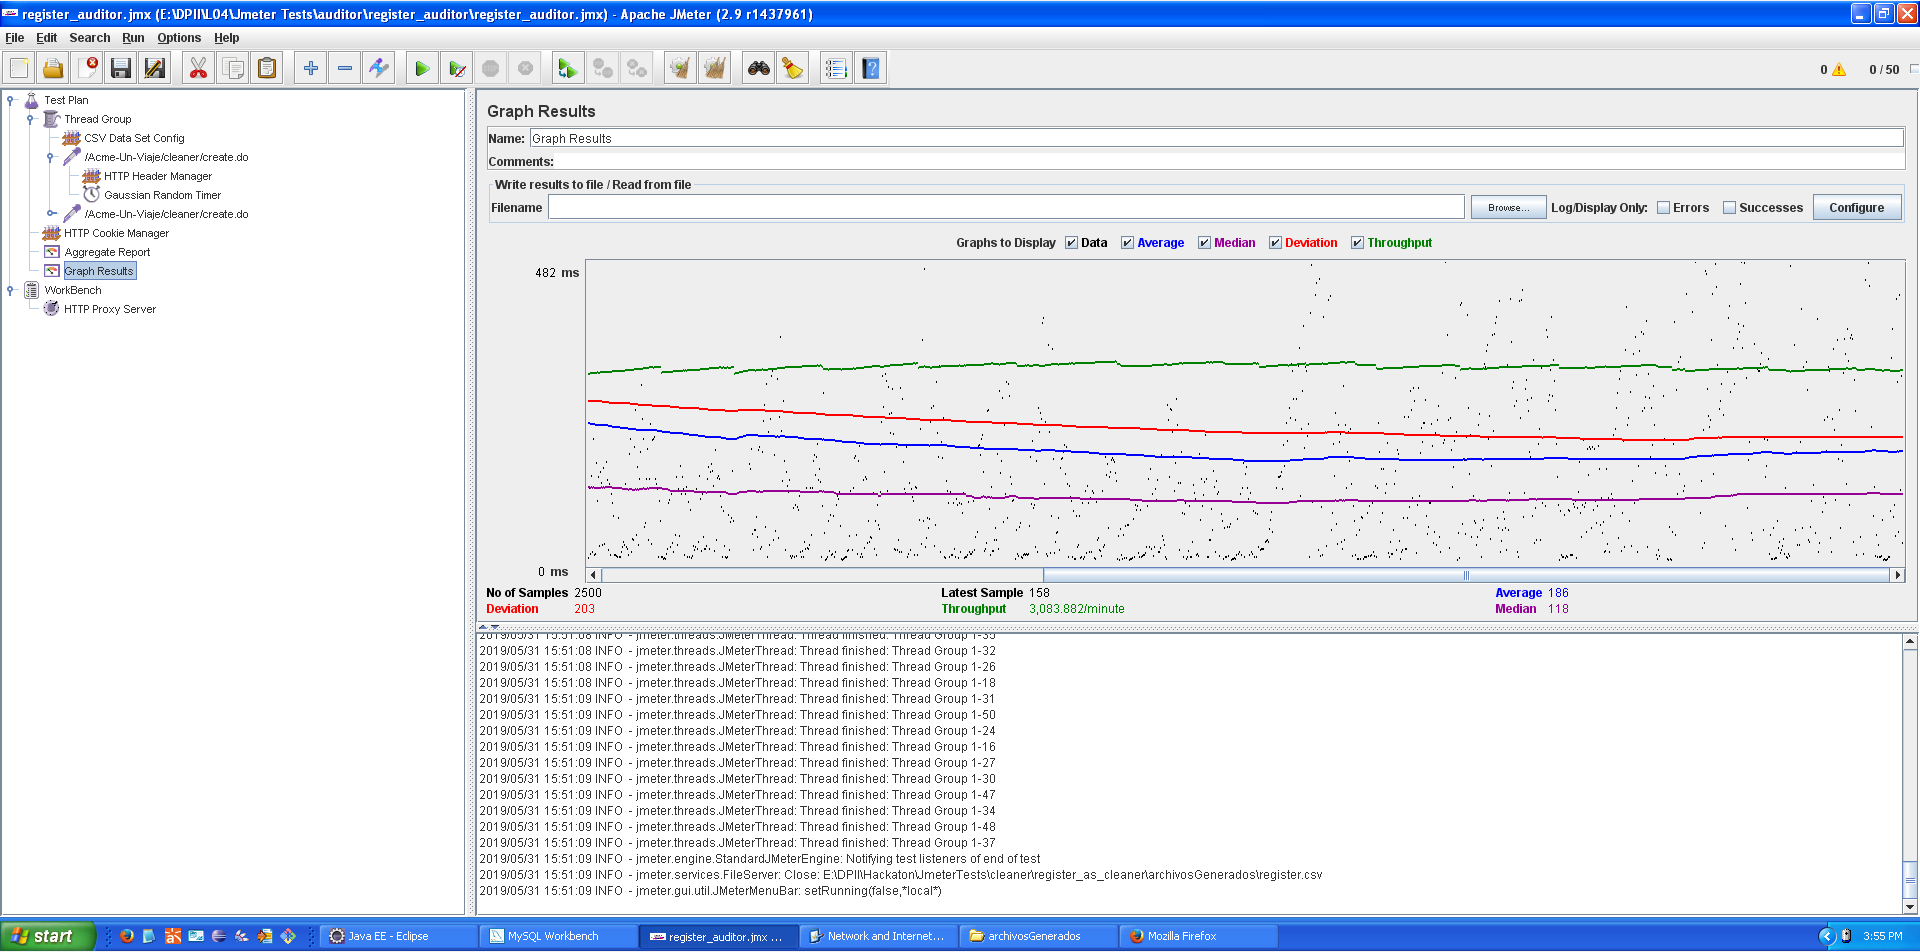 register_auditor.jmx (E:\DPII\L04\Jmeter Tests\auditor\register_auditor\register_auditor.jmx) - Apache JMeter (2.9 r1437961)
File Edit Search Run Options Help
0 0 / 50
Test Plan
Thread Group
CSV Data Set Config
/Acme-Un-Viaje/cleaner/create.do
HTTP Header Manager
Gaussian Random Timer
/Acme-Un-Viaje/cleaner/create.do
HTTP Cookie Manager
Aggregate Report
Graph Results
WorkBench
HTTP Proxy Server
Graph Results
Name: Graph Results
Comments:
Write results to file / Read from file
Filename Browse... Log/Display Only: Errors Successes Configure
Graphs to Display Data Average Median Deviation Throughput
482 ms
0 ms
No of Samples 2500 Latest Sample 158 Average 186
Deviation 203 Throughput 3,083.882/minute Median 118
2019/05/31 15:51:08 INFO - jmeter.threads.JMeterThread: Thread finished: Thread Group 1-35
2019/05/31 15:51:08 INFO - jmeter.threads.JMeterThread: Thread finished: Thread Group 1-32
2019/05/31 15:51:08 INFO - jmeter.threads.JMeterThread: Thread finished: Thread Group 1-26
2019/05/31 15:51:08 INFO - jmeter.threads.JMeterThread: Thread finished: Thread Group 1-18
2019/05/31 15:51:09 INFO - jmeter.threads.JMeterThread: Thread finished: Thread Group 1-31
2019/05/31 15:51:09 INFO - jmeter.threads.JMeterThread: Thread finished: Thread Group 1-50
2019/05/31 15:51:09 INFO - jmeter.threads.JMeterThread: Thread finished: Thread Group 1-24
2019/05/31 15:51:09 INFO - jmeter.threads.JMeterThread: Thread finished: Thread Group 1-16
2019/05/31 15:51:09 INFO - jmeter.threads.JMeterThread: Thread finished: Thread Group 1-27
2019/05/31 15:51:09 INFO - jmeter.threads.JMeterThread: Thread finished: Thread Group 1-30
2019/05/31 15:51:09 INFO - jmeter.threads.JMeterThread: Thread finished: Thread Group 1-47
2019/05/31 15:51:09 INFO - jmeter.threads.JMeterThread: Thread finished: Thread Group 1-34
2019/05/31 15:51:09 INFO - jmeter.threads.JMeterThread: Thread finished: Thread Group 1-48
2019/05/31 15:51:09 INFO - jmeter.threads.JMeterThread: Thread finished: Thread Group 1-37
2019/05/31 15:51:09 INFO - jmeter.engine.StandardJMeterEngine: Notifying test listeners of end of test
2019/05/31 15:51:09 INFO - jmeter.services.FileServer: Close: E:\DPII\Hackaton\JmeterTests\cleaner\register_as_cleaner\archivosGenerados\register.csv
2019/05/31 15:51:09 INFO - jmeter.gui.util.JMeterMenuBar: setRunning(false,*local*)
start Java EE - Eclipse MySQL Workbench register_auditor.jmx ... Network and Internet... archivosGenerados Mozilla Firefox 3:55 PM